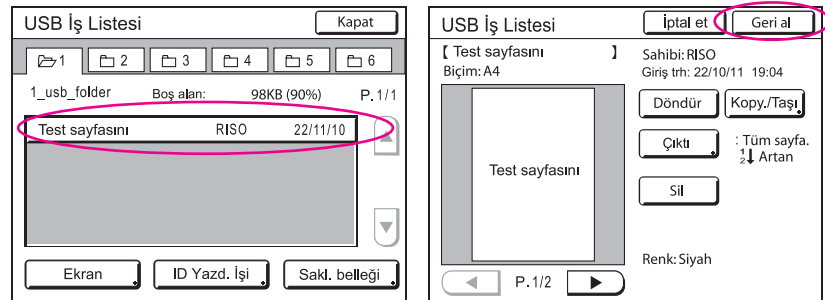 USB İş Listesi
Kapat
1
2
3
4
5
6
1_usb_folder
Boş alan:
98KB (90%)
P.1/1
Test sayfasını
RISO
22/11/10
Ekran
ID Yazd. İşi
Sakl. belleği
USB İş Listesi
İptal et
Geri al
【 Test sayfasını 】
Biçim: A4
Sahibi: RISO
Giriş trh: 22/10/11 19:04
Döndür
Kopy./Taşı
Çıktı
: Tüm sayfa.
1 2 Artan
Sil
Test sayfasını
Renk: Siyah
P.1/2